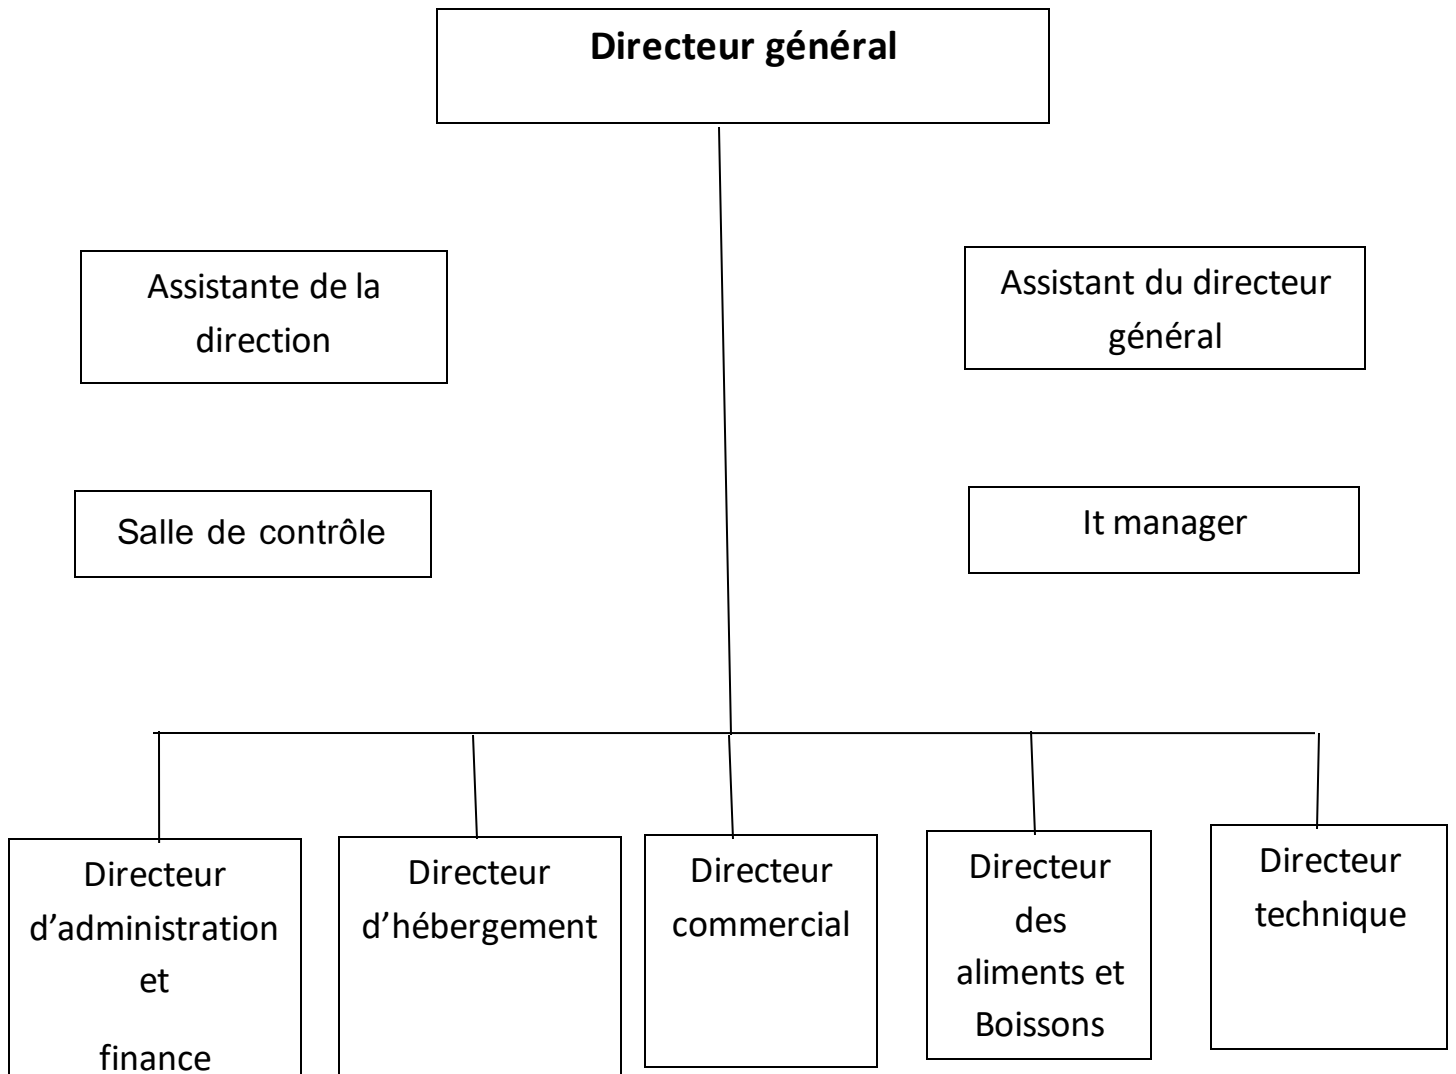 Directeur général
Assistante de la
direction
Assistant du directeur
général
Salle de contrôle
It manager
Directeur
d’administration
et
finance
Directeur
d’hébergement
Directeur
commercial
Directeur
des
aliments et
Boissons
Directeur
technique